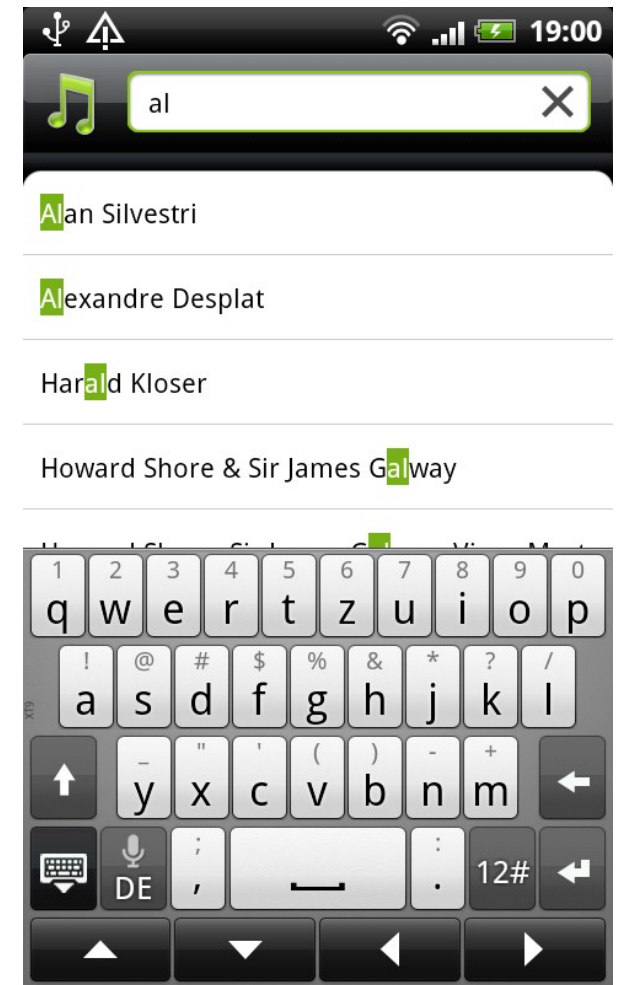 19:00
al
Alan Silvestri
Alexandre Desplat
Harald Kloser
Howard Shore & Sir James Galway
1 2 3 4 5 6 7 8 9 0
q w e r t z u i o p
! @ # $ % & * ? /
a s d f g h j k l
XT9
_ " ' ( ) - +
y x c v b n m
; :
DE , . 12#